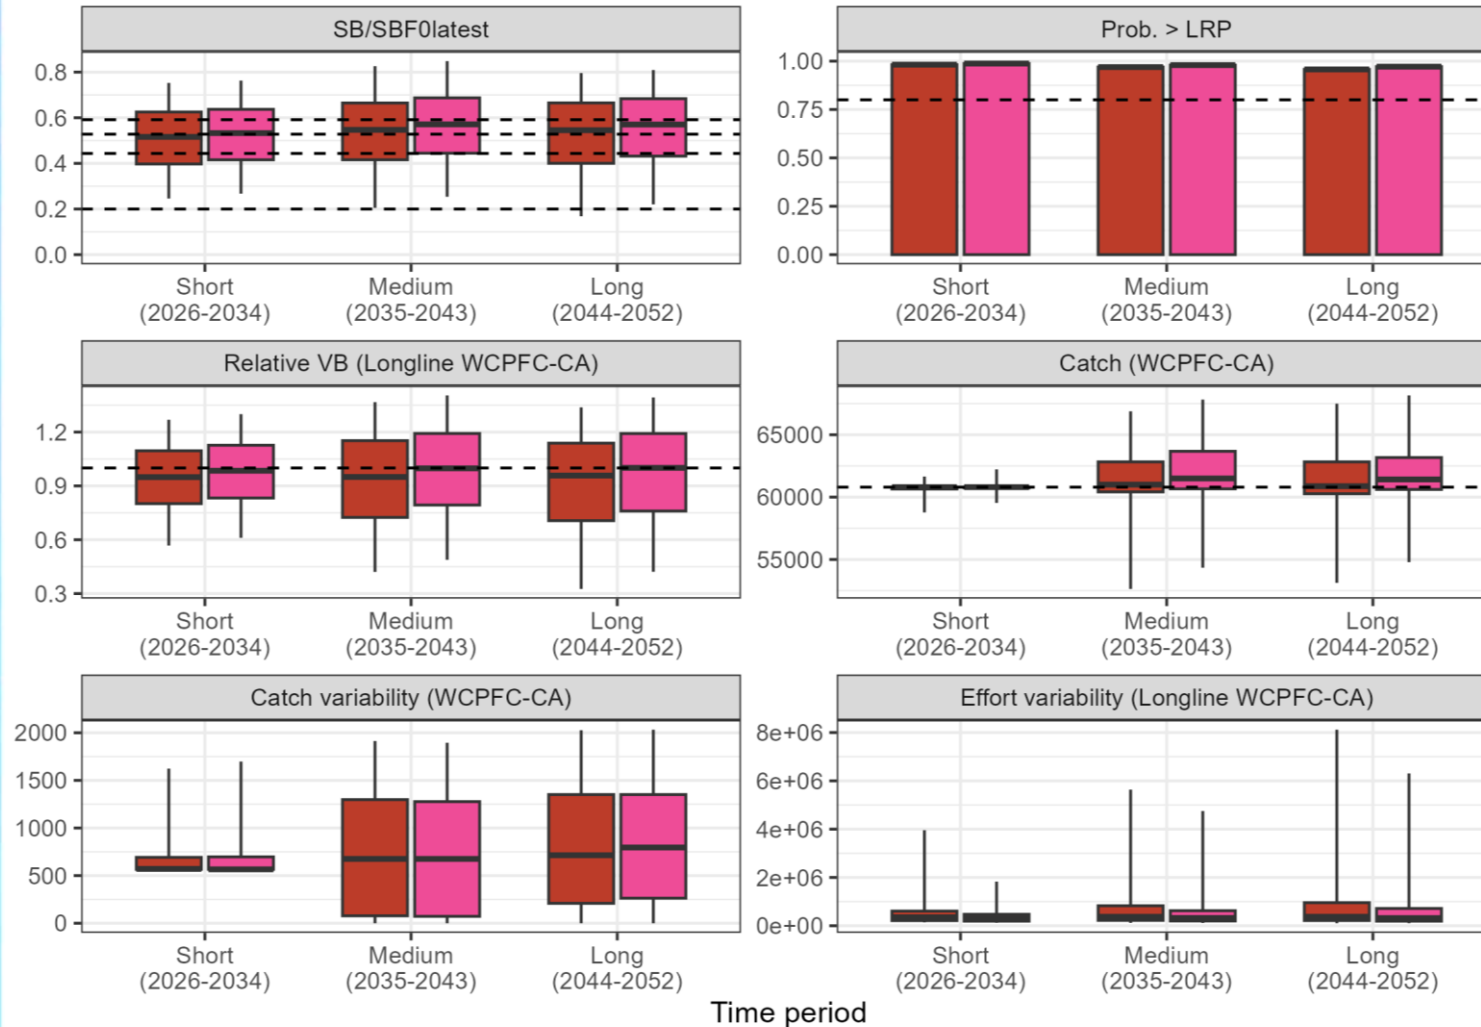 SB/SBF0latest
0.8
0.6
0.4
0.2
0.0
Short
(2026-2034)
Medium
(2035-2043)
Long
(2044-2052)
Prob. > LRP
1.00
0.75
0.50
0.25
0.00
Short
(2026-2034)
Medium
(2035-2043)
Long
(2044-2052)
Relative VB (Longline WCPFC-CA)
1.2
0.9
0.6
0.3
Short
(2026-2034)
Medium
(2035-2043)
Long
(2044-2052)
Catch (WCPFC-CA)
65000
60000
55000
Short
(2026-2034)
Medium
(2035-2043)
Long
(2044-2052)
Catch variability (WCPFC-CA)
2000
1500
1000
500
0
Short
(2026-2034)
Medium
(2035-2043)
Long
(2044-2052)
Effort variability (Longline WCPFC-CA)
8e+06
6e+06
4e+06
2e+06
0e+00
Short
(2026-2034)
Medium
(2035-2043)
Long
(2044-2052)
Time period